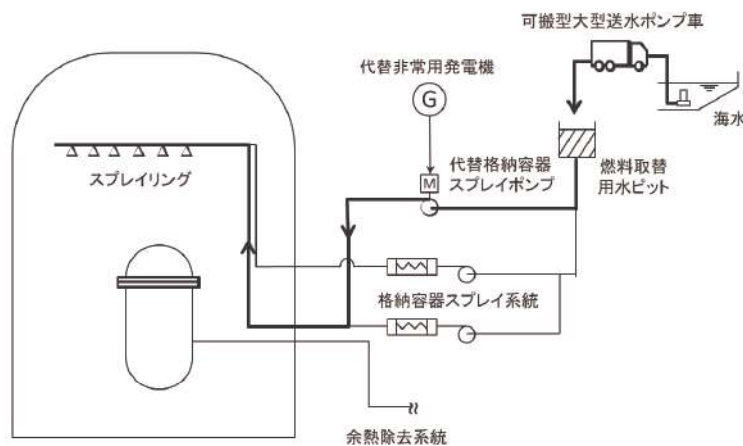 可搬型大型送水ポンプ車
代替非常用発電機
G
海水
M
代替格納容器
スプレイポンプ
燃料取替
用水ピット
スプレイリング
格納容器スプレイ系統
余熱除去系統